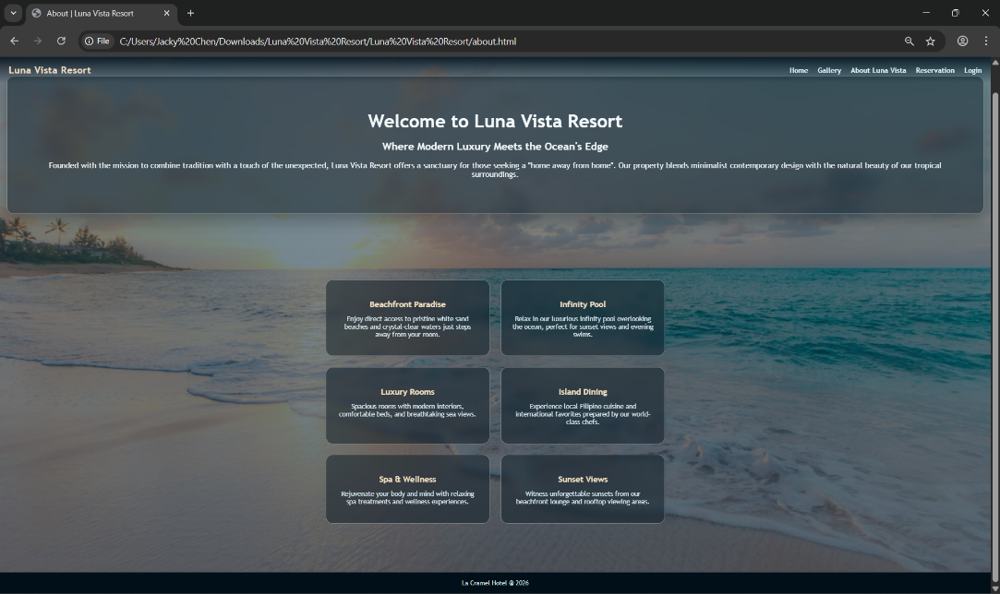 About | Luna Vista Resort
File
C:/Users/Jacky%20Chen/Downloads/Luna%20Vista%20Resort/Luna%20Vista%20Resort/about.html
Luna Vista Resort
Home Gallery About Luna Vista Reservation Login
Welcome to Luna Vista Resort
Where Modern Luxury Meets the Ocean's Edge
Founded with the mission to combine tradition with a touch of the unexpected, Luna Vista Resort offers a sanctuary for those seeking a "home away from home". Our property blends minimalist contemporary design with the natural beauty of our tropical
surroundings.
Beachfront Paradise
Enjoy direct access to pristine white sand
beaches and crystal-clear waters just steps
away from your room.
Infinity Pool
Relax in our luxurious infinity pool overlooking
the ocean, perfect for sunset views and evening
swims.
Luxury Rooms
Spacious rooms with modern interiors,
comfortable beds, and breathtaking sea views.
Island Dining
Experience local Filipino cuisine and
international favorites prepared by our world-
class chefs.
Spa & Wellness
Rejuvenate your body and mind with relaxing
spa treatments and wellness experiences.
Sunset Views
Witness unforgettable sunsets from our
beachfront lounge and rooftop viewing areas.
La Cramel Hotel @ 2026